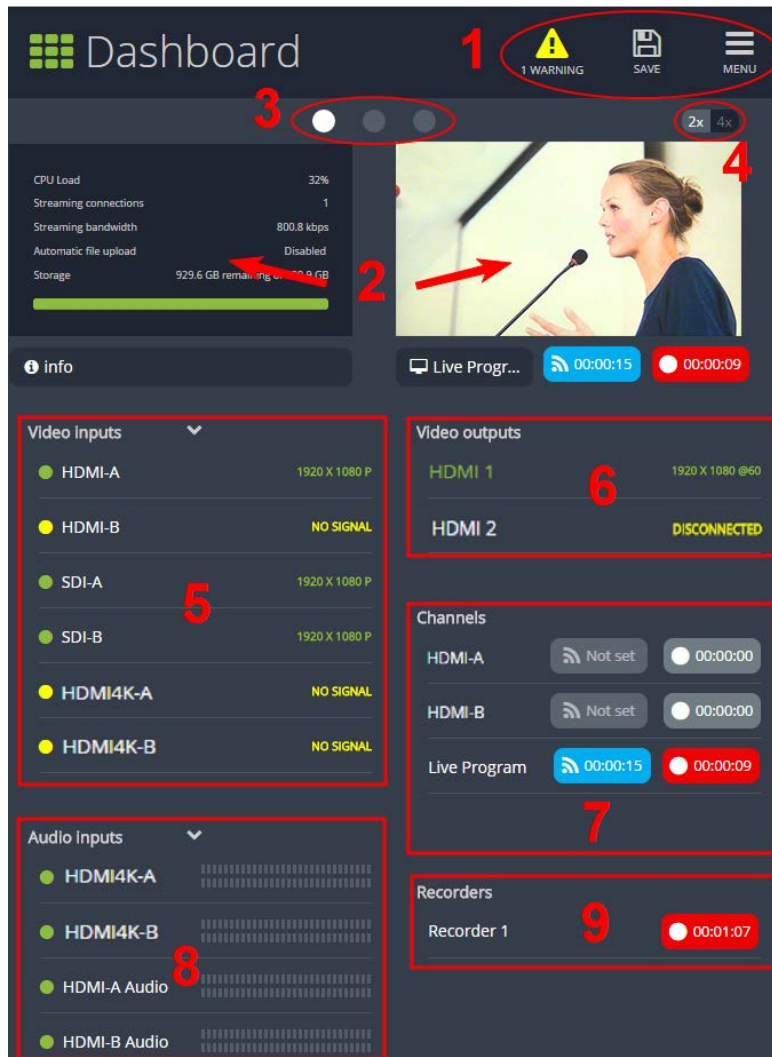 Dashboard
1
1 WARNING
SAVE
MENU
3
2x 4x
4
CPU Load 32%
Streaming connections 1
Streaming bandwidth 800.8 kbps
Automatic file upload Disabled
Storage 929.6 GB remaining GB
2
info
Live Progr... 00:00:15 00:00:09
Video inputs
HDMI-A 1920 X 1080 P
HDMI-B NO SIGNAL
SDI-A 1920 X 1080 P
5
SDI-B 1920 X 1080 P
HDMI4K-A NO SIGNAL
HDMI4K-B NO SIGNAL
Video outputs
HDMI 1 1920 X 1080 @60
6
HDMI 2 DISCONNECTED
Channels
HDMI-A Not set 00:00:00
HDMI-B Not set 00:00:00
Live Program 00:00:15 00:00:09
7
Audio inputs
HDMI4K-A
HDMI4K-B
8
HDMI-A Audio
HDMI-B Audio
Recorders
Recorder 1 00:01:07
9